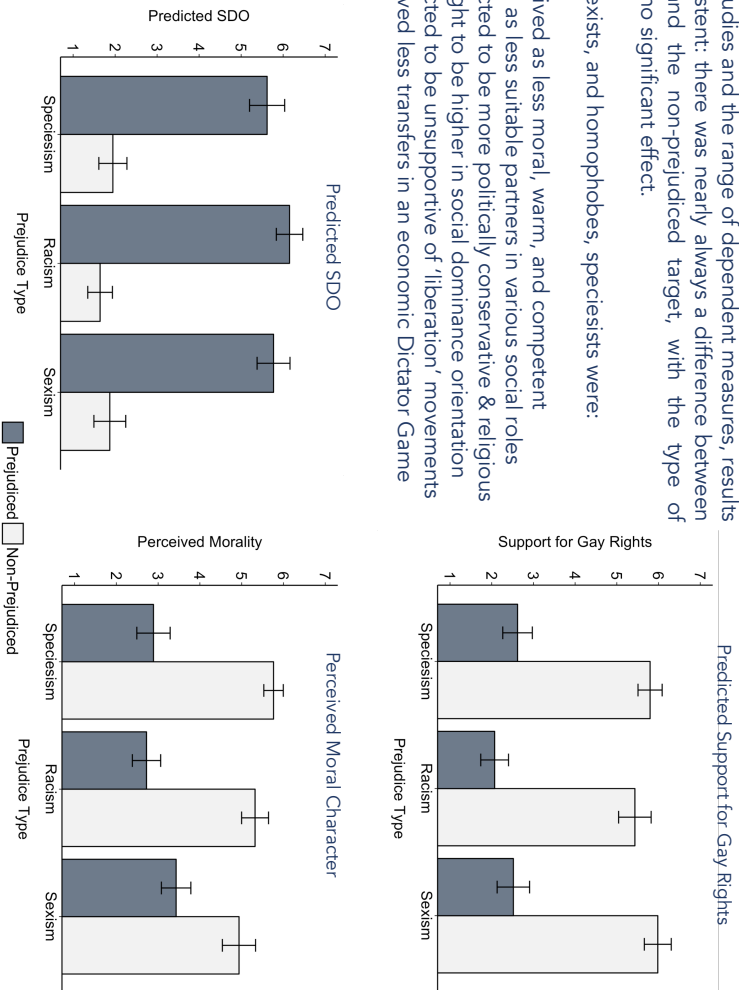 udies and the range of dependent measures, results
stent: there was nearly always a difference between
nd the non-prejudiced target, with the type of
no significant effect.
exists, and homophobes, speciesists were:
ived as less moral, warm, and competent
as less suitable partners in various social roles
cted to be more politically conservative & religious
ght to be higher in social dominance orientation
cted to be unsupportive of ‘liberation’ movements
ved less transfers in an economic Dictator Game
Predicted SDO
Predicted SDO
1 2 3 4 5 6 7
Speciesism Racism Sexism
Prejudice Type
Predicted Support for Gay Rights
Support for Gay Rights
1 2 3 4 5 6 7
Speciesism Racism Sexism
Prejudice Type
Perceived Moral Character
Perceived Morality
1 2 3 4 5 6 7
Speciesism Racism Sexism
Prejudice Type
Prejudiced Non-Prejudiced